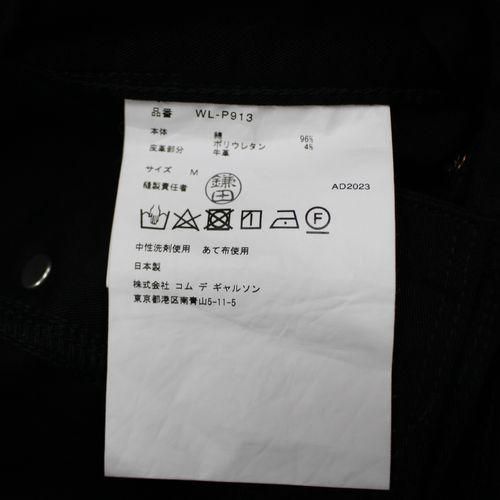 品番 WL-P913
本体 綿 96%
ポリウレタン 4%
皮革部分 牛革
サイズ M
縫製責任者 鎌田 AD2023
F
中性洗剤使用 あて布使用
日本製
株式会社 コム デ ギャルソン
東京都港区南青山5-11-5